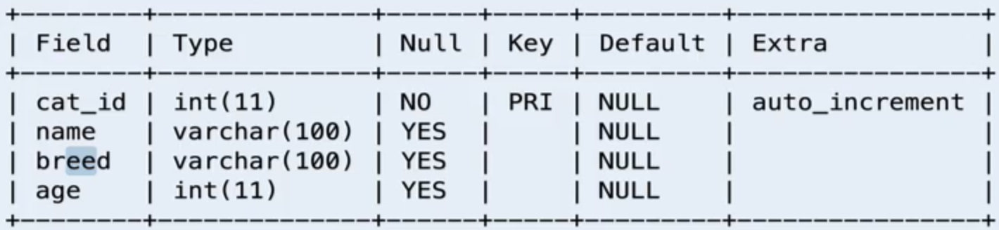 +---------+---------------+------+-----+---------+----------------+
| Field | Type | Null | Key | Default | Extra |
+---------+---------------+------+-----+---------+----------------+
| cat_id | int(11) | NO | PRI | NULL | auto_increment |
| name | varchar(100) | YES | | NULL | |
| breed | varchar(100) | YES | | NULL | |
| age | int(11) | YES | | NULL | |
+---------+---------------+------+-----+---------+----------------+